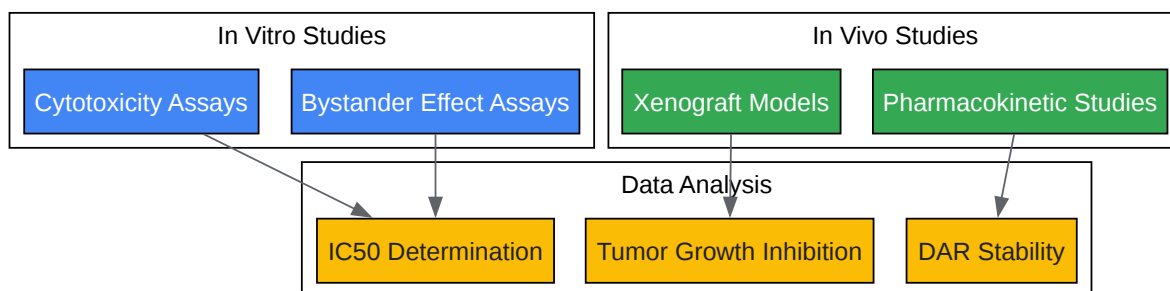 In Vitro Studies
In Vivo Studies
Cytotoxicity Assays
Bystander Effect Assays
Xenograft Models
Pharmacokinetic Studies
Data Analysis
IC50 Determination
Tumor Growth Inhibition
DAR Stability